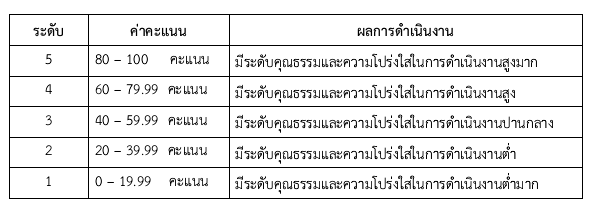 ระดับ ค่าคะแนน ผลการดำเนินงาน
5 80 – 100 คะแนน มีระดับคุณธรรมและความโปร่งใสในการดำเนินงานสูงมาก
4 60 – 79.99 คะแนน มีระดับคุณธรรมและความโปร่งใสในการดำเนินงานสูง
3 40 – 59.99 คะแนน มีระดับคุณธรรมและความโปร่งใสในการดำเนินงานปานกลาง
2 20 – 39.99 คะแนน มีระดับคุณธรรมและความโปร่งใสในการดำเนินงานต่ำ
1 0 – 19.99 คะแนน มีระดับคุณธรรมและความโปร่งใสในการดำเนินงานต่ำมาก